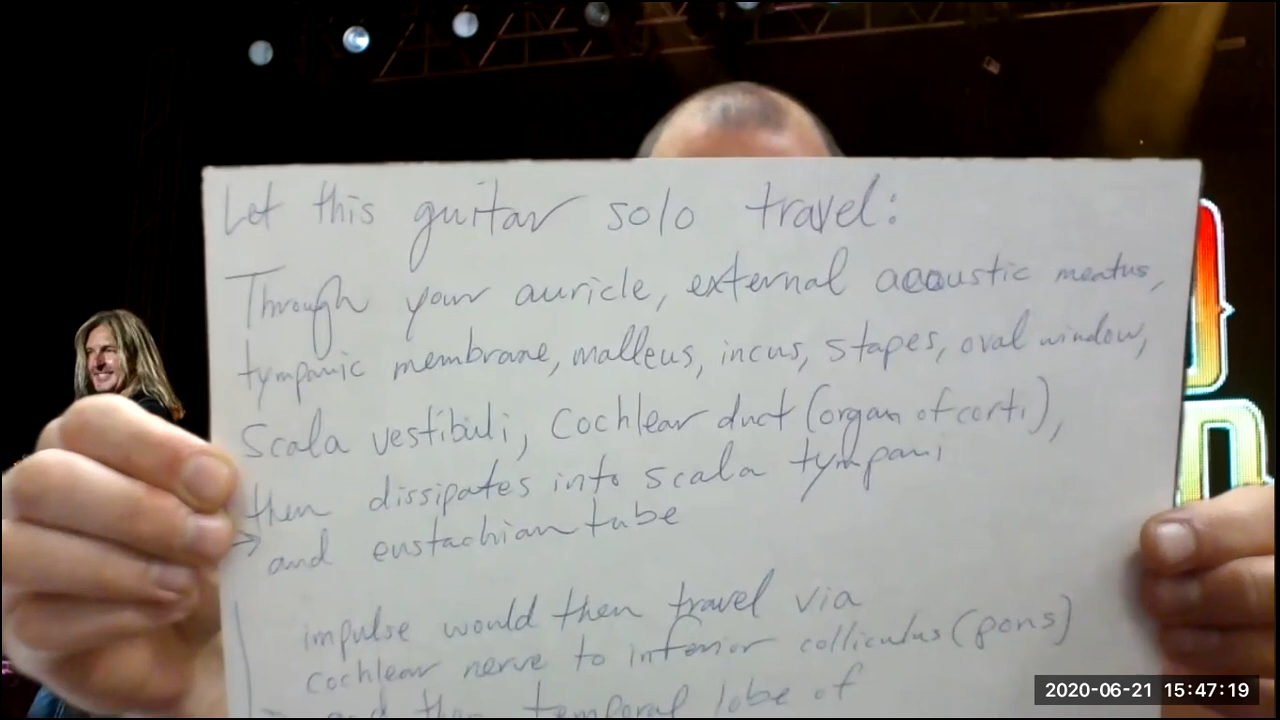 Let this guitar solo travel:
Through your auricle, external acoustic meatus,
tympanic membrane, malleus, incus, stapes, oval window,
Scala vestibuli, Cochlear duct (organ of corti),
then dissipates into scala tympani
→ and eustachian tube
impulse would then travel via
cochlear nerve to inferior colliculus (pons)
and then temporal lobe of
D
D
2020-06-21 15:47:19